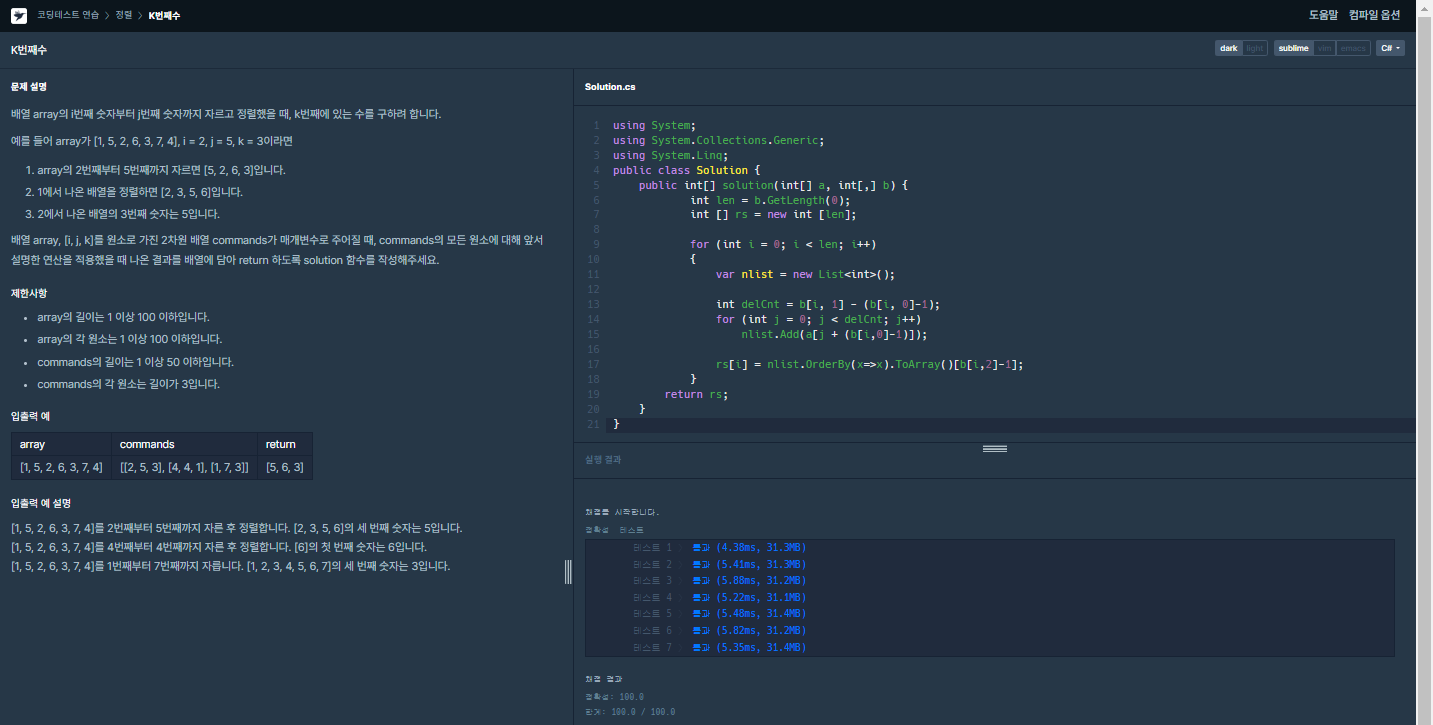 코딩테스트 연습 > 정렬 > K번째수
도움말 컴파일 옵션
K번째수
dark light sublime vim emacs C#
문제 설명
배열 array의 i번째 숫자부터 j번째 숫자까지 자르고 정렬했을 때, k번째에 있는 수를 구하려 합니다.
예를 들어 array가 [1, 5, 2, 6, 3, 7, 4], i = 2, j = 5, k = 3이라면
1. array의 2번째부터 5번째까지 자르면 [5, 2, 6, 3]입니다.
2. 1에서 나온 배열을 정렬하면 [2, 3, 5, 6]입니다.
3. 2에서 나온 배열의 3번째 숫자는 5입니다.
배열 array, [i, j, k]를 원소로 가진 2차원 배열 commands가 매개변수로 주어질 때, commands의 모든 원소에 대해 앞서
설명한 연산을 적용했을 때 나온 결과를 배열에 담아 return 하도록 solution 함수를 작성해주세요.
제한사항
• array의 길이는 1 이상 100 이하입니다.
• array의 각 원소는 1 이상 100 이하입니다.
• commands의 길이는 1 이상 50 이하입니다.
• commands의 각 원소는 길이가 3입니다.
입출력 예
array commands return
[1, 5, 2, 6, 3, 7, 4] [[2, 5, 3], [4, 4, 1], [1, 7, 3]] [5, 6, 3]
입출력 예 설명
[1, 5, 2, 6, 3, 7, 4]를 2번째부터 5번째까지 자른 후 정렬합니다. [2, 3, 5, 6]의 세 번째 숫자는 5입니다.
[1, 5, 2, 6, 3, 7, 4]를 4번째부터 4번째까지 자른 후 정렬합니다. [6]의 첫 번째 숫자는 6입니다.
[1, 5, 2, 6, 3, 7, 4]를 1번째부터 7번째까지 자릅니다. [1, 2, 3, 4, 5, 6, 7]의 세 번째 숫자는 3입니다.
Solution.cs
1 using System;
2 using System.Collections.Generic;
3 using System.Linq;
4 public class Solution {
5 public int[] solution(int[] a, int[,] b) {
6 int len = b.GetLength(0);
7 int [] rs = new int [len];
8
9 for (int i = 0; i < len; i++)
10 {
11 var nlist = new List<int>();
12
13 int delCnt = b[i, 1] - (b[i, 0]-1);
14 for (int j = 0; j < delCnt; j++)
15 nlist.Add(a[j + (b[i,0]-1)]);
16
17 rs[i] = nlist.OrderBy(x=>x).ToArray()[b[i,2]-1];
18 }
19 return rs;
20 }
21 }
실행 결과
채점을 시작합니다.
정확성 테스트
테스트 1 통과 (4.38ms, 31.3MB)
테스트 2 통과 (5.41ms, 31.3MB)
테스트 3 통과 (5.88ms, 31.2MB)
테스트 4 통과 (5.22ms, 31.1MB)
테스트 5 통과 (5.48ms, 31.4MB)
테스트 6 통과 (5.82ms, 31.2MB)
테스트 7 통과 (5.35ms, 31.4MB)
채점 결과
정확성: 100.0
합계: 100.0 / 100.0